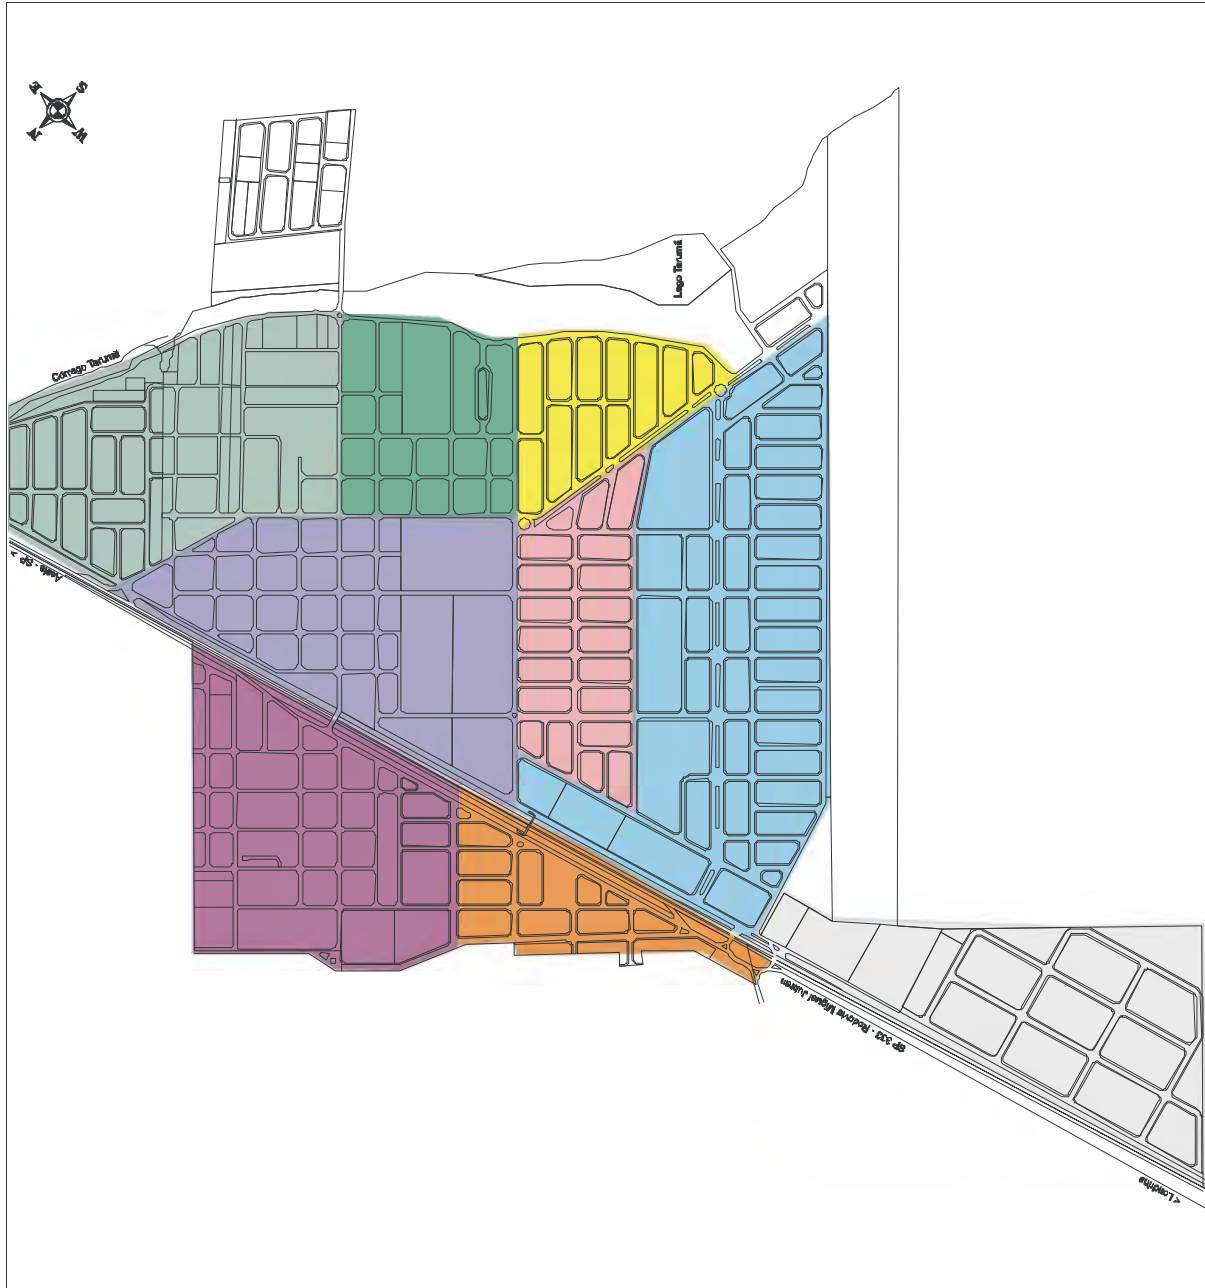 E
S
N
W
Lago Tarumã
Córrego Tarumã
Assis - SP >
SP 333 - Rodovia Miguel Jubran
< Londrina